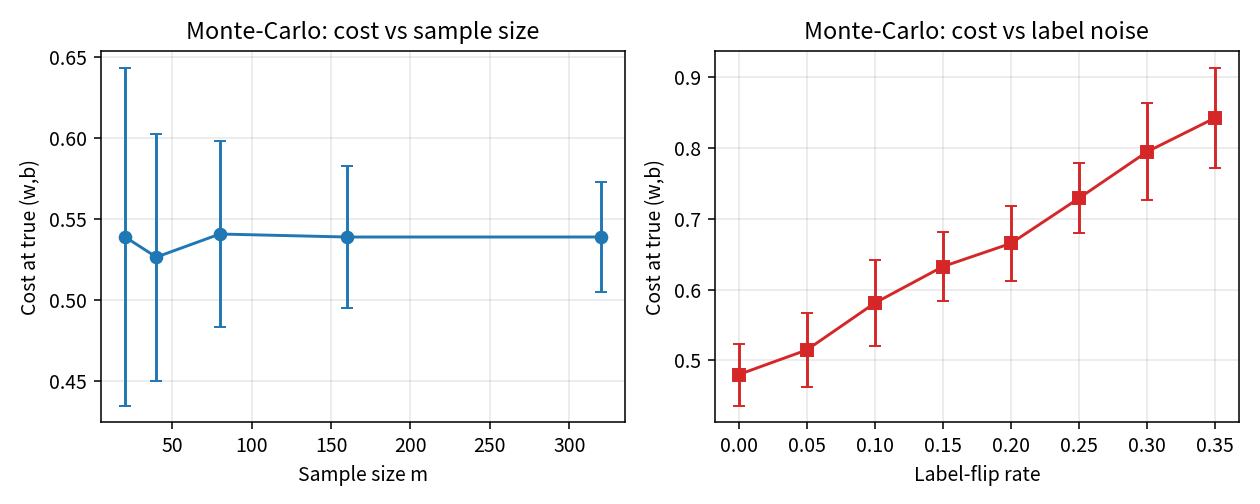 Monte-Carlo: cost vs sample size
Cost at true (w,b)
0.65
0.60
0.55
0.50
0.45
50 100 150 200 250 300
Sample size m
Monte-Carlo: cost vs label noise
Cost at true (w,b)
0.9
0.8
0.7
0.6
0.5
0.00 0.05 0.10 0.15 0.20 0.25 0.30 0.35
Label-flip rate